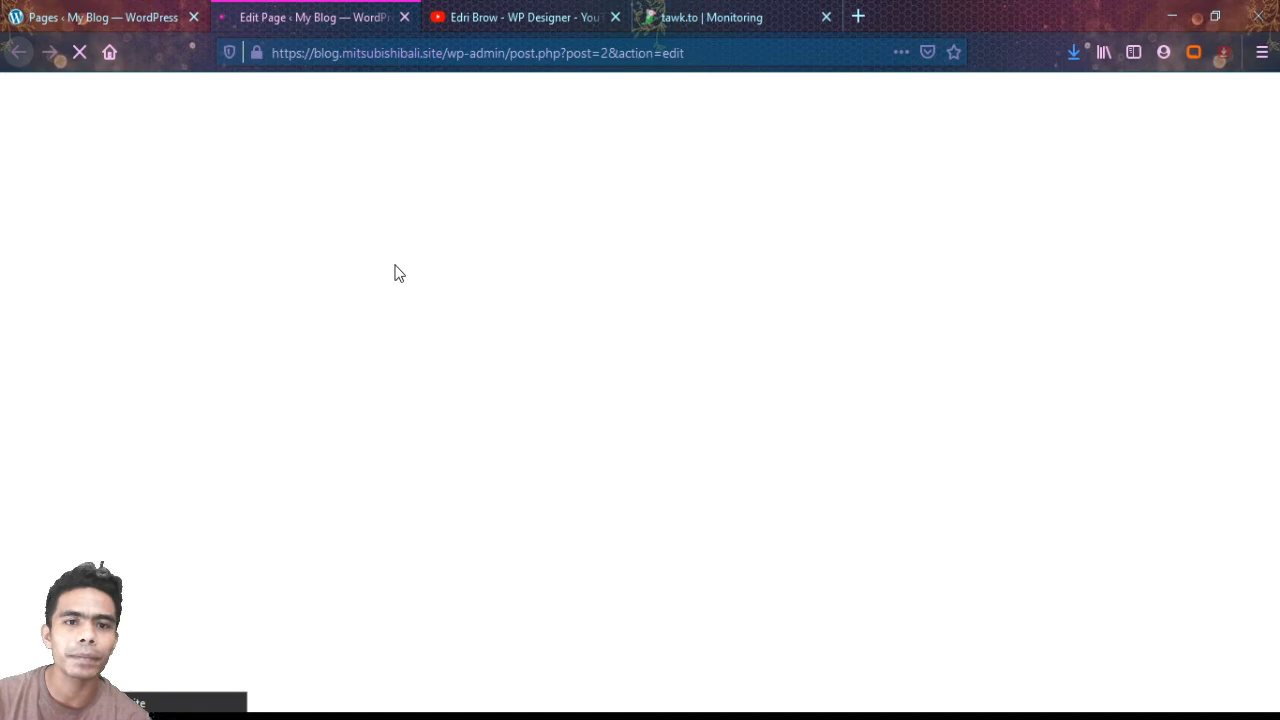 Pages ‹ My Blog — WordPress
Edit Page ‹ My Blog — WordPr
Edri Brow - WP Designer - You
tawk.to | Monitoring
https://blog.mitsubishibali.site/wp-admin/post.php?post=2&action=edit